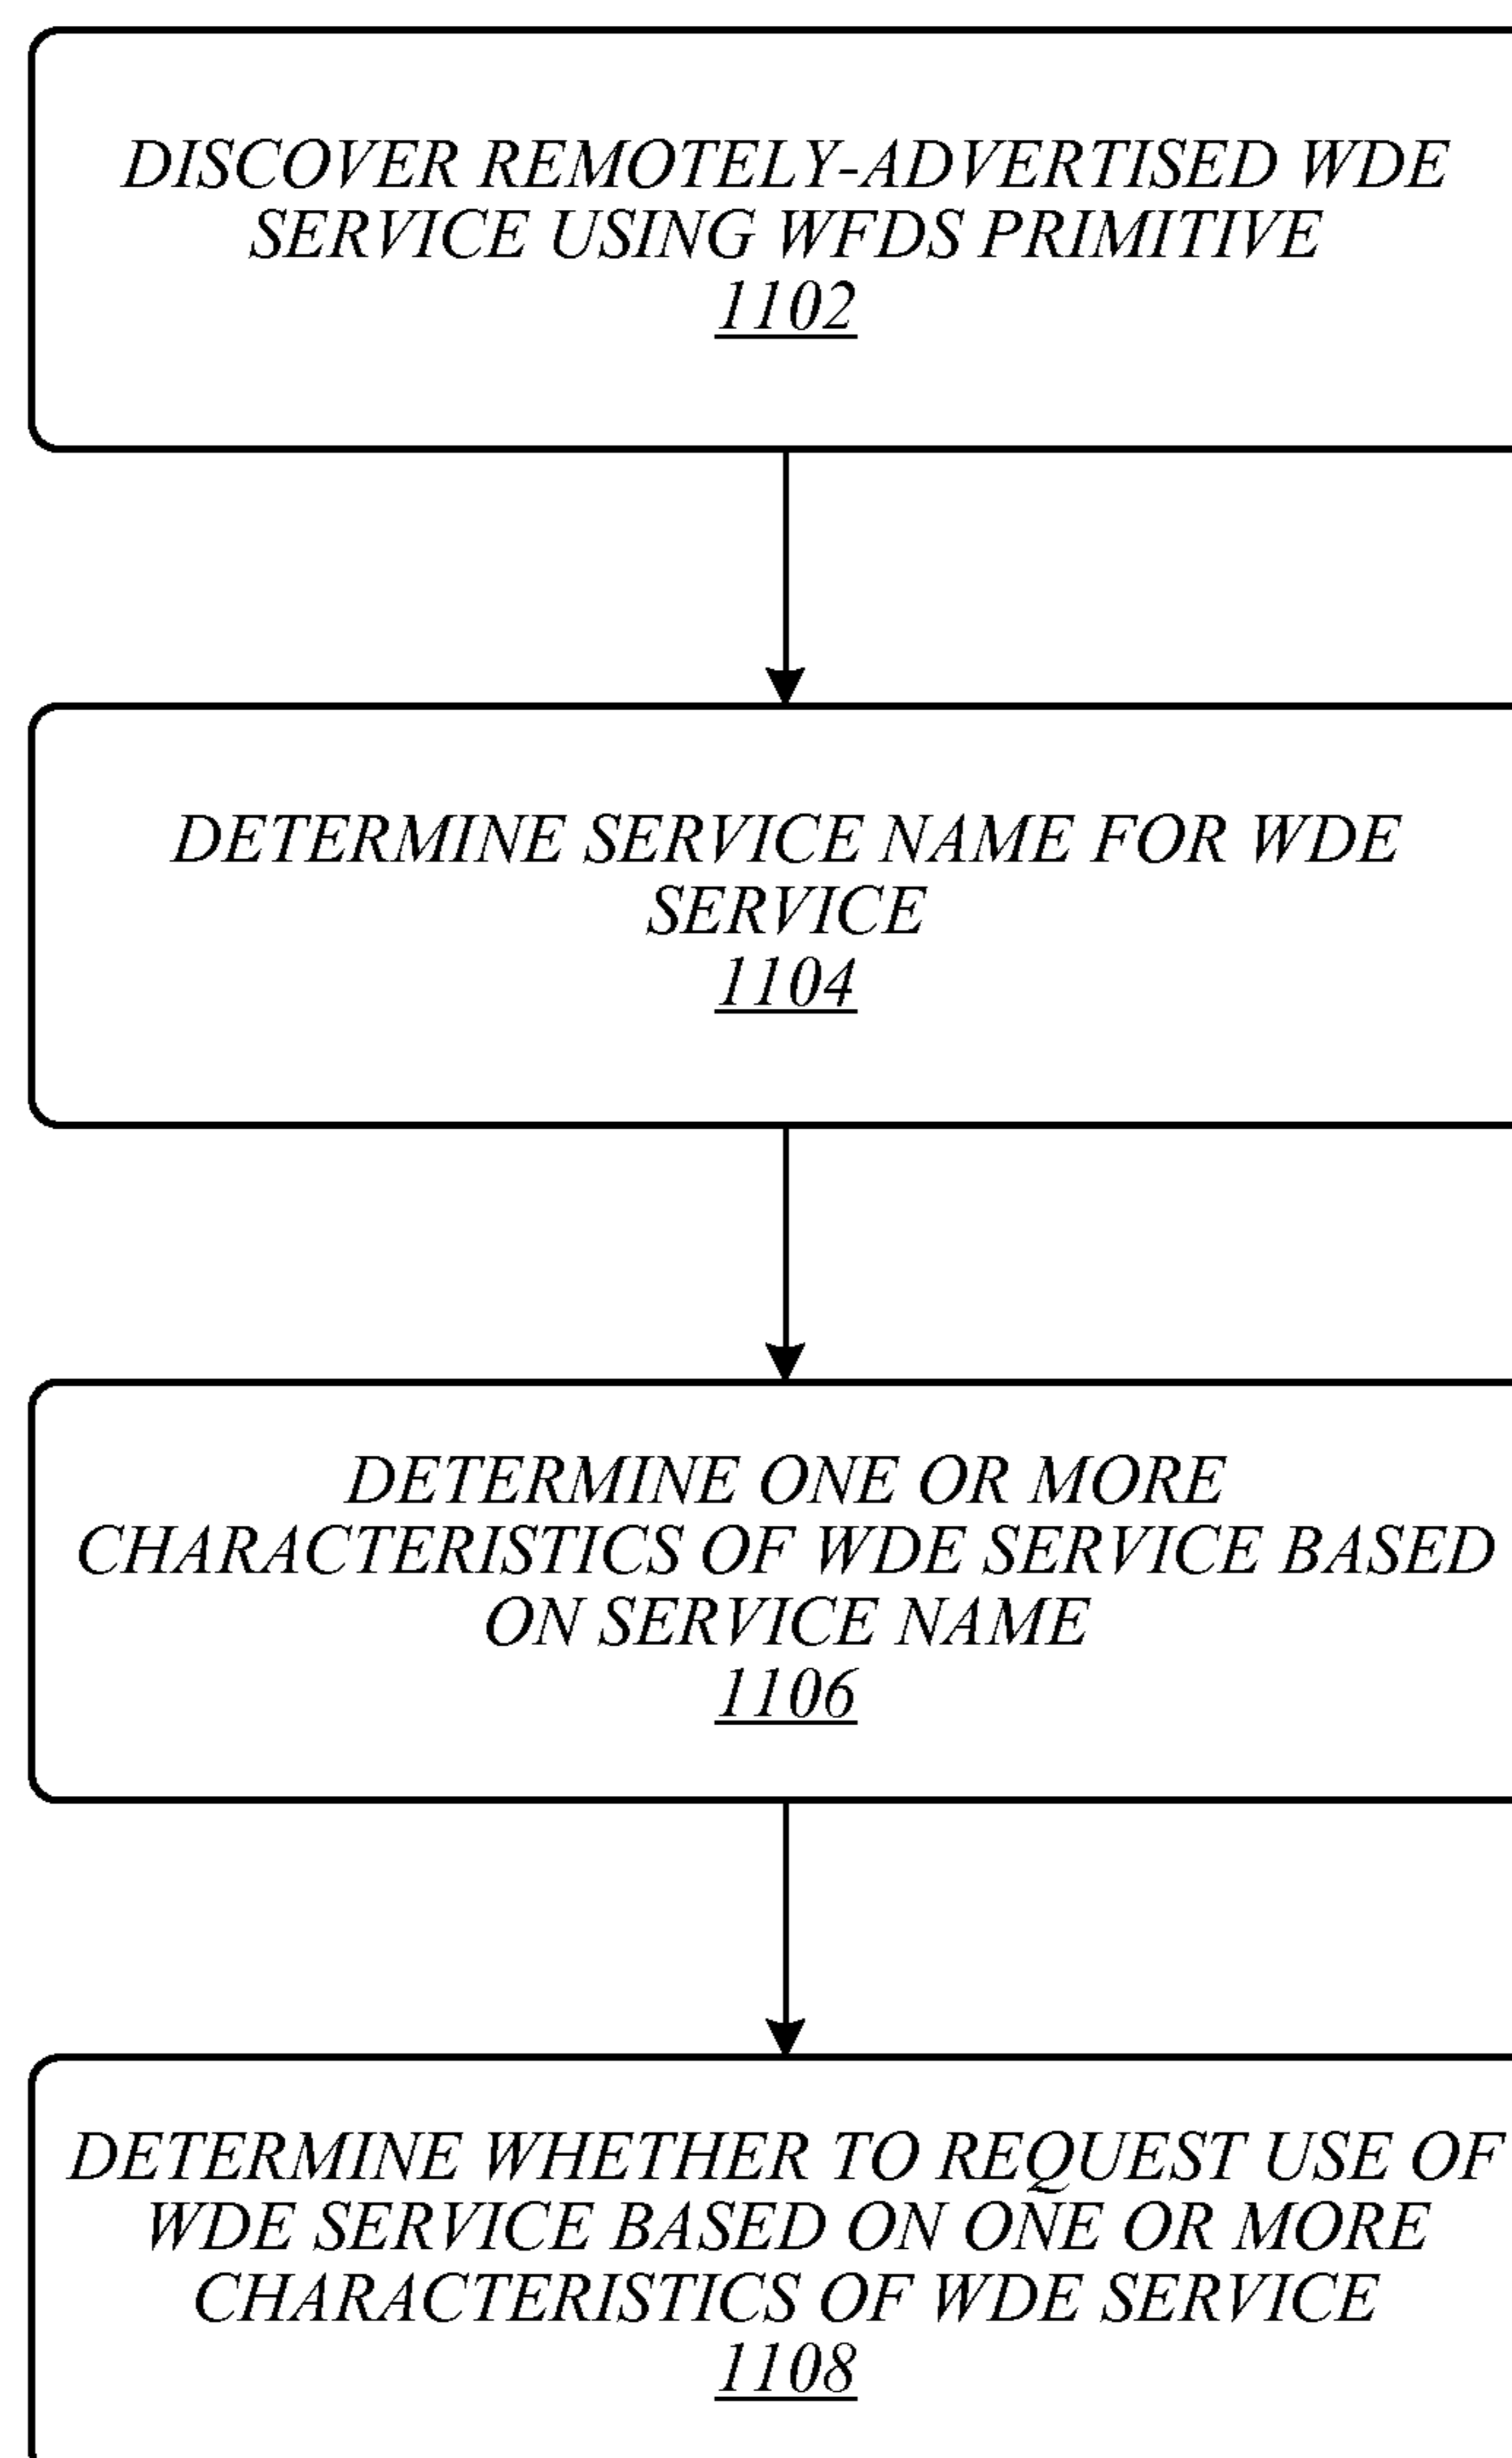 DISCOVER REMOTELY-ADVERTISED WDE
SERVICE USING WFDS PRIMITIVE
1102
DETERMINE SERVICE NAME FOR WDE
SERVICE
1104
DETERMINE ONE OR MORE
CHARACTERISTICS OF WDE SERVICE BASED
ON SERVICE NAME
1106
DETERMINE WHETHER TO REQUEST USE OF
WDE SERVICE BASED ON ONE OR MORE
CHARACTERISTICS OF WDE SERVICE
1108